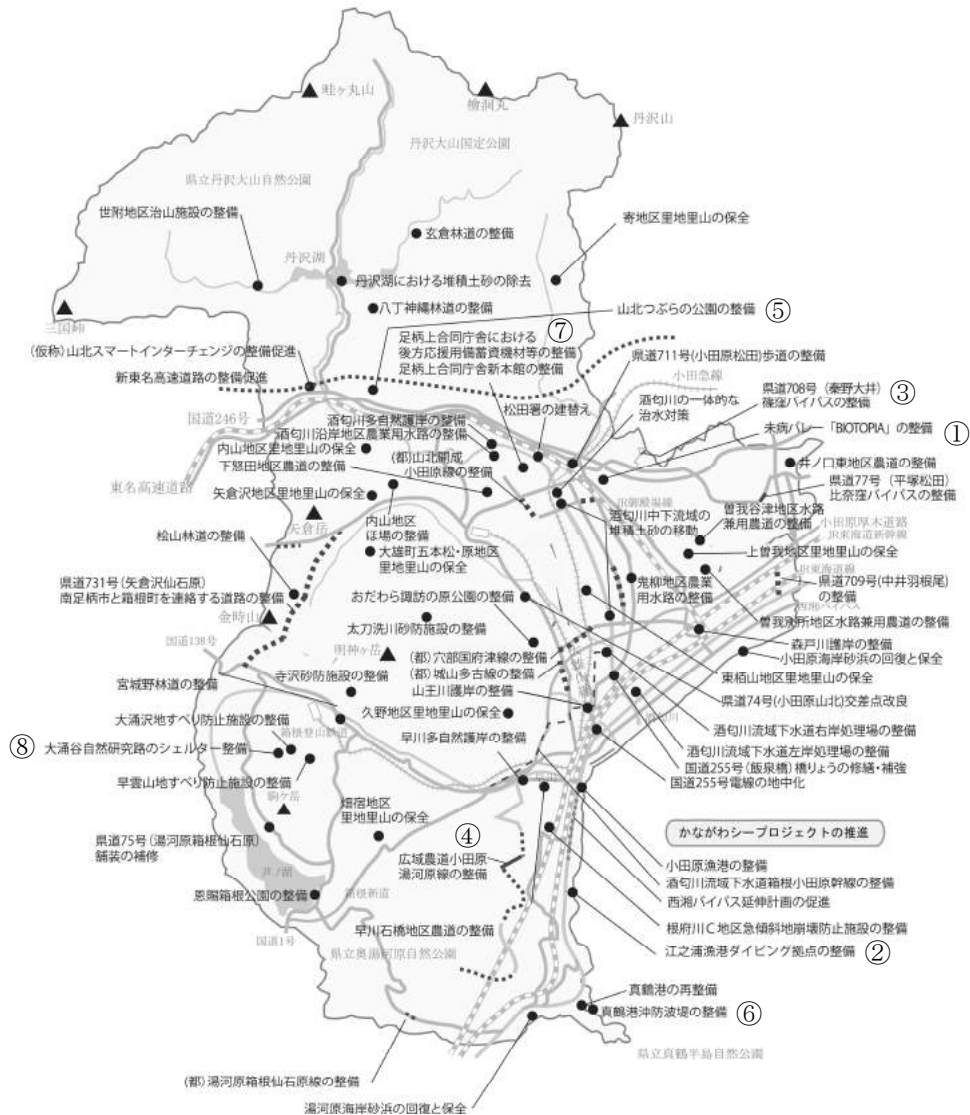 畦ヶ丸山
檜洞丸
丹沢山
丹沢大山国定公園
県立丹沢大山自然公園
世附地区治山施設の整備
寄地区里地里山の保全
玄倉林道の整備
丹沢湖
丹沢湖における堆積土砂の除去
八丁神縄林道の整備
三国峠
山北つぶらの公園の整備
⑤
⑦
足柄上合同庁舎における
後方応援用備蓄資機材等の整備
足柄上合同庁舎新本館の整備
(仮称)山北スマートインターチェンジの整備促進
県道711号(小田原松田)歩道の整備
新東名高速道路の整備促進
小田急線
松田署の建替え
酒匂川の一体的な
治水対策
県道708号(秦野大井)
篠窪バイパスの整備
③
国道246号
酒匂川多自然護岸の整備
酒匂川沿岸地区農業用水路の整備
未病バレー「BIOTOPIA」の整備
①
内山地区里地里山の保全
(都)山北開成
小田原線の整備
下怒田地区農道の整備
井ノ口東地区農道の整備
東名高速道路
県道77号(平塚松田)
比奈窪バイパスの整備
矢倉沢地区里地里山の保全
JR御殿場線
矢倉岳
内山地区
ほ場の整備
酒匂川中下流域の
堆積土砂の移動
曽我谷津地区水路
兼用農道の整備
小田原厚木道路
JR東海道新幹線
桧山林道の整備
大雄町五本松・原地区
里地里山の保全
上曽我地区里地里山の保全
JR東海道線
県道731号(矢倉沢仙石原)
南足柄市と箱根町を連絡する道路の整備
鬼柳地区農業
用水路の整備
県道709号(中井羽根尾)
の整備
おだわら諏訪の原公園の整備
西湘バイパス
金時山
太刀洗川砂防施設の整備
曽我別所地区水路兼用農道の整備
国道138号
明神ヶ岳
森戸川護岸の整備
(都)穴部国府津線の整備
小田原海岸砂浜の回復と保全
(都)城山多古線の整備
寺沢砂防施設の整備
東栢山地区里地里山の保全
宮城野林道の整備
山王川護岸の整備
県道74号(小田原山北)交差点改良
久野地区里地里山の保全
大涌沢地すべり防止施設の整備
箱根登山鉄道
酒匂川流域下水道右岸処理場の整備
⑧
大涌谷自然研究路のシェルター整備
早川多自然護岸の整備
酒匂川流域下水道左岸処理場の整備
国道255号(飯泉橋)橋りょうの修繕・補強
早雲山地すべり防止施設の整備
国道255号電線の地中化
駒ケ岳
畑宿地区
里地里山の保全
県道75号(湯河原箱根仙石原)
舗装の補修
④
かながわシープロジェクトの推進
芦ノ湖
広域農道小田原
湯河原線の整備
小田原漁港の整備
酒匂川流域下水道箱根小田原幹線の整備
恩賜箱根公園の整備
箱根新道
西湘バイパス延伸計画の促進
根府川C地区急傾斜地崩壊防止施設の整備
早川石橋地区農道の整備
国道1号
県立奥湯河原自然公園
江之浦漁港ダイビング拠点の整備
②
真鶴港の再整備
真鶴港沖防波堤の整備
⑥
県立真鶴半島自然公園
(都)湯河原箱根仙石原線の整備
湯河原海岸砂浜の回復と保全